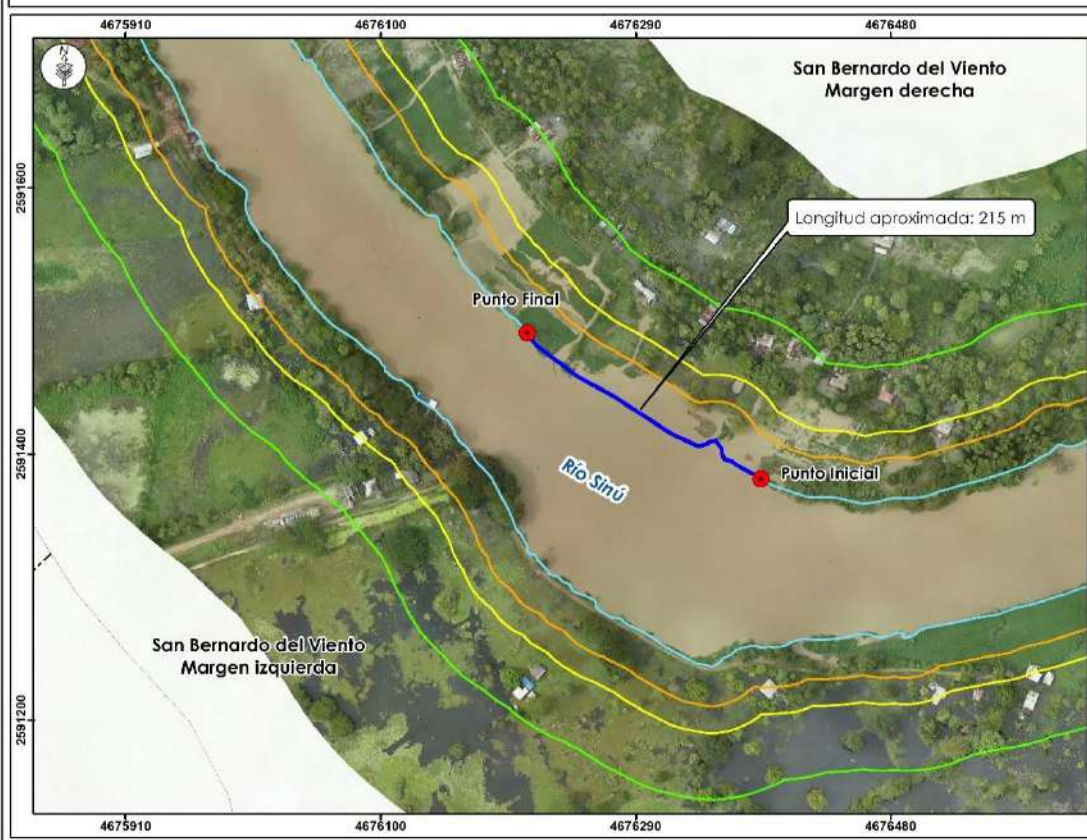 4675910
4676100
4676290
4676480
N
San Bernardo del Viento
Margen derecha
2591600
Longitud aproximada: 215 m
Punto Final
2591400
Río Sinú
Punto Inicial
San Bernardo del Viento
Margen izquierda
2591200
4675910
4676100
4676290
4676480